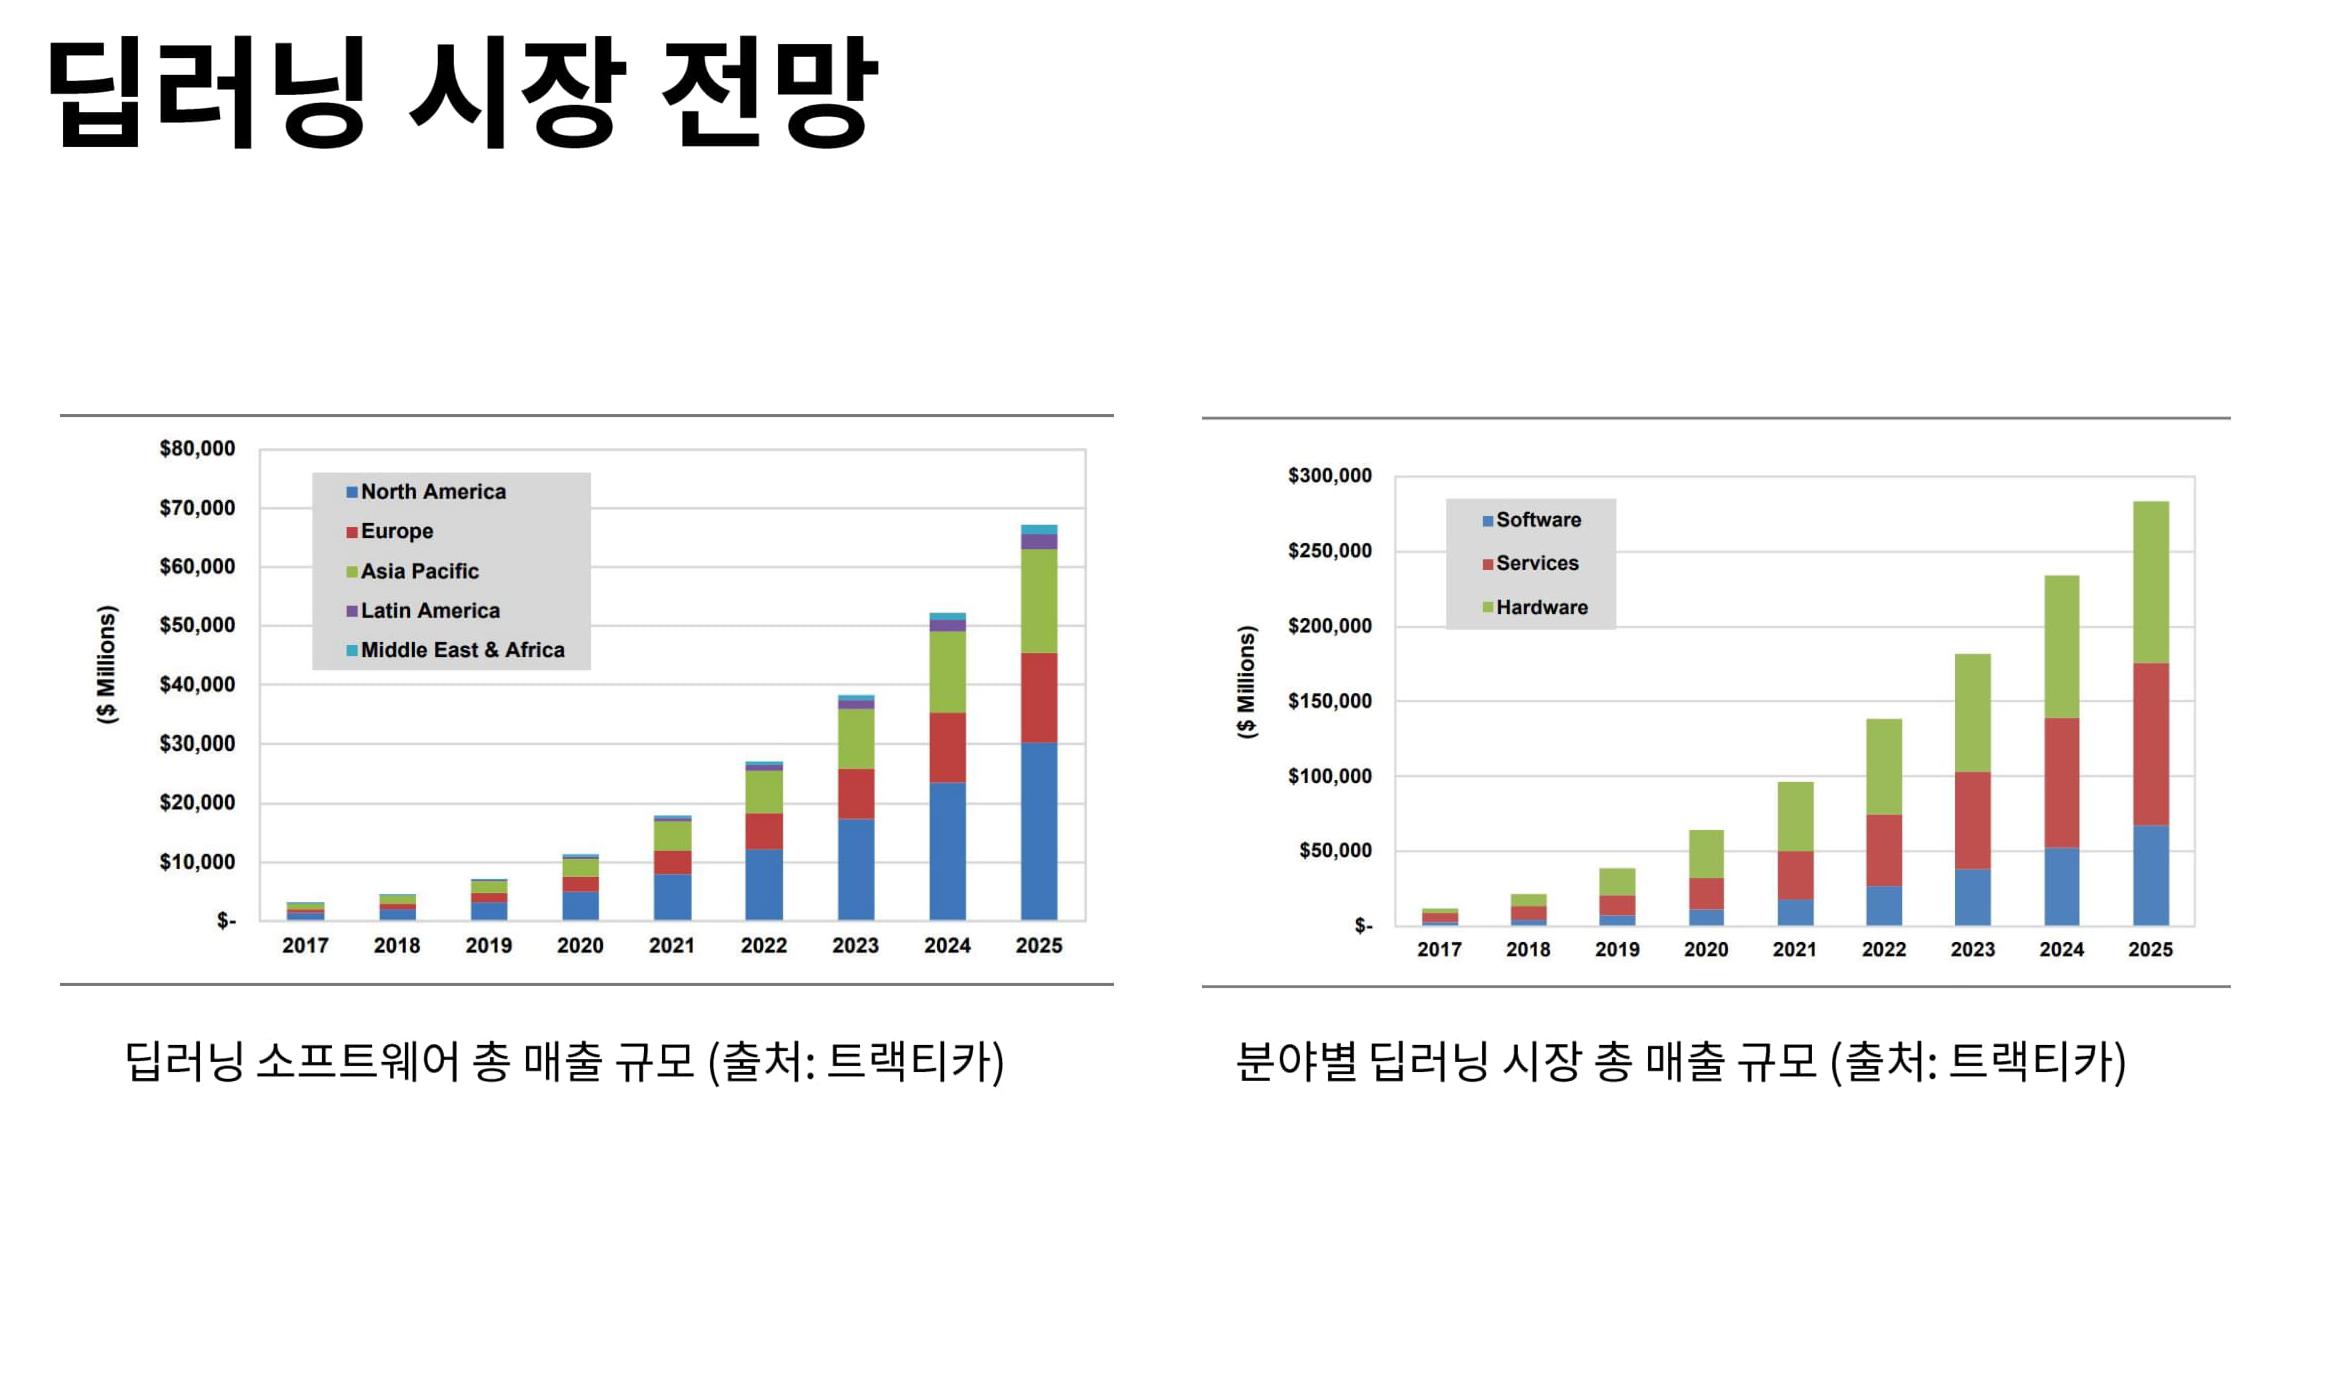 딥러닝 시장 전망
$80,000
$70,000
$60,000
$50,000
$40,000
$30,000
$20,000
$10,000
$-
($ Millions)
North America
Europe
Asia Pacific
Latin America
Middle East & Africa
2017 2018 2019 2020 2021 2022 2023 2024 2025
딥러닝 소프트웨어 총 매출 규모 (출처: 트랙티카)
$300,000
$250,000
$200,000
$150,000
$100,000
$50,000
$-
($ Millions)
Software
Services
Hardware
2017 2018 2019 2020 2021 2022 2023 2024 2025
분야별 딥러닝 시장 총 매출 규모 (출처: 트랙티카)